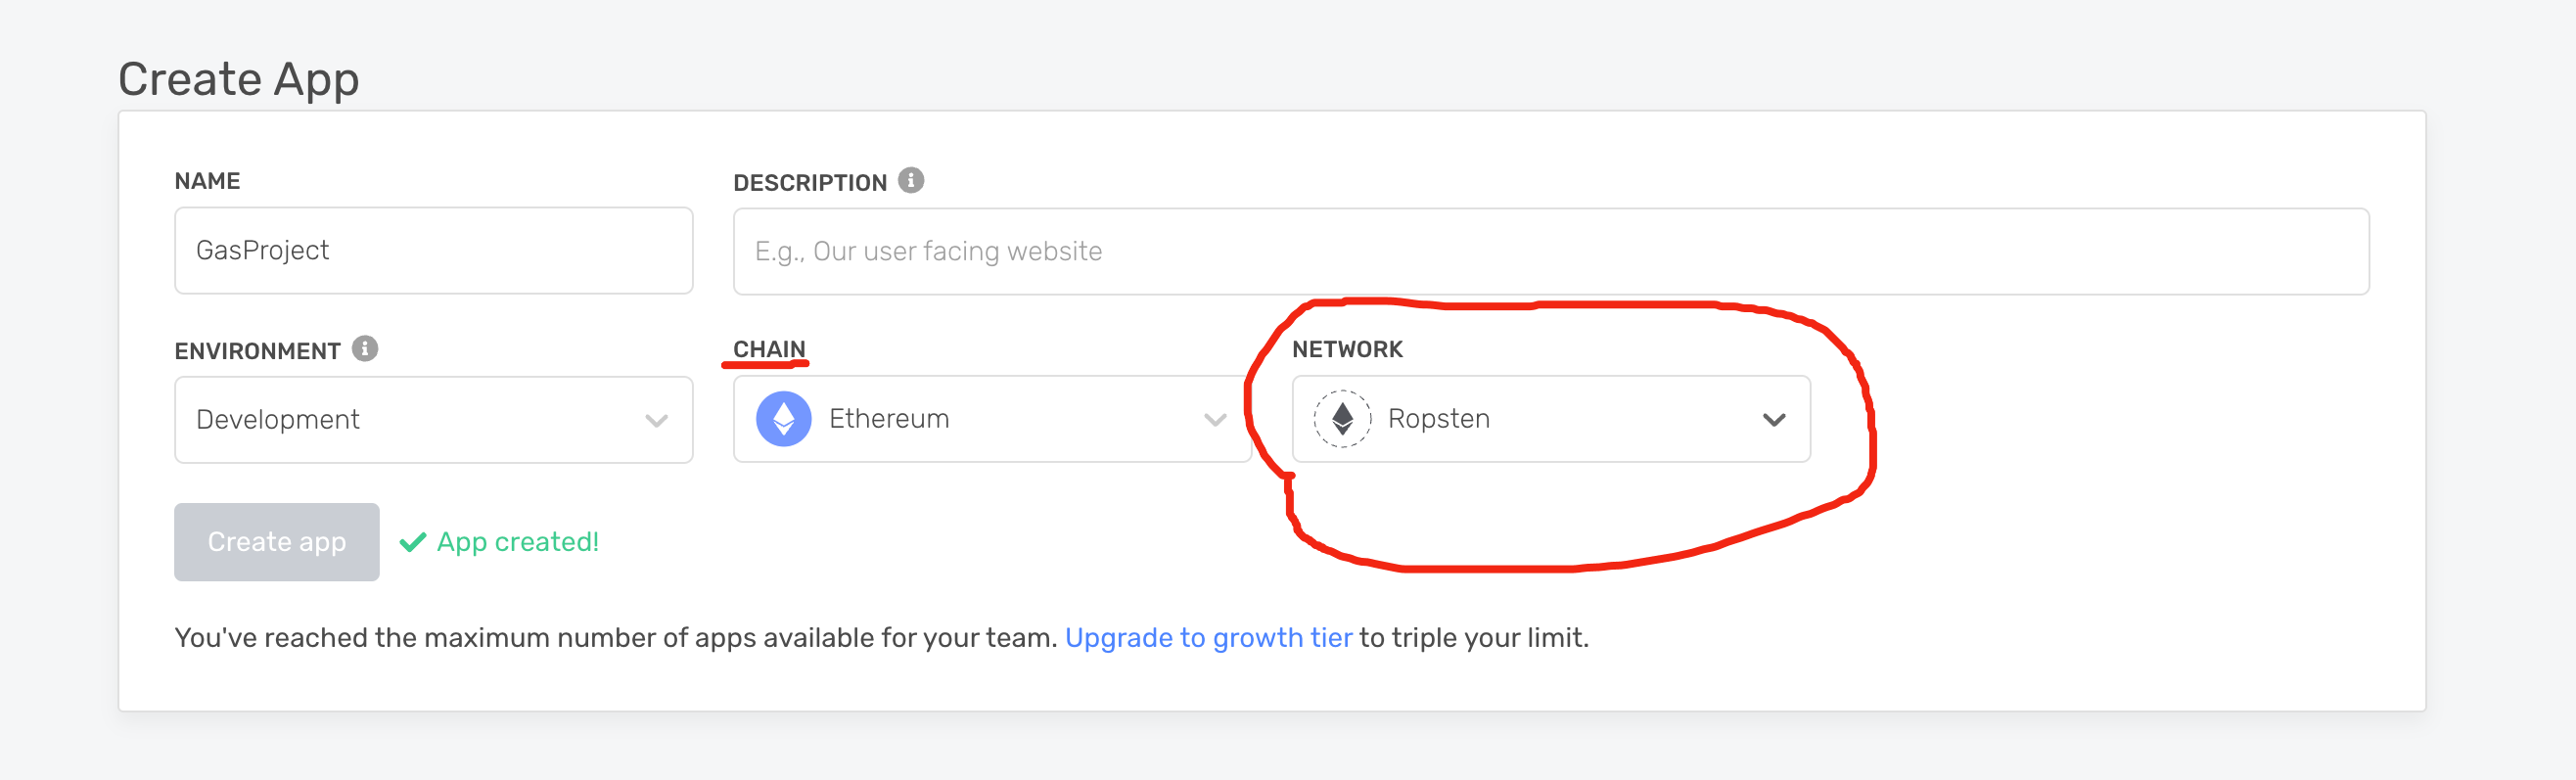 Create App
NAME
DESCRIPTION
GasProject
E.g., Our user facing website
ENVIRONMENT
CHAIN
NETWORK
Development
Ethereum
Ropsten
Create app
App created!
You've reached the maximum number of apps available for your team. Upgrade to growth tier to triple your limit.